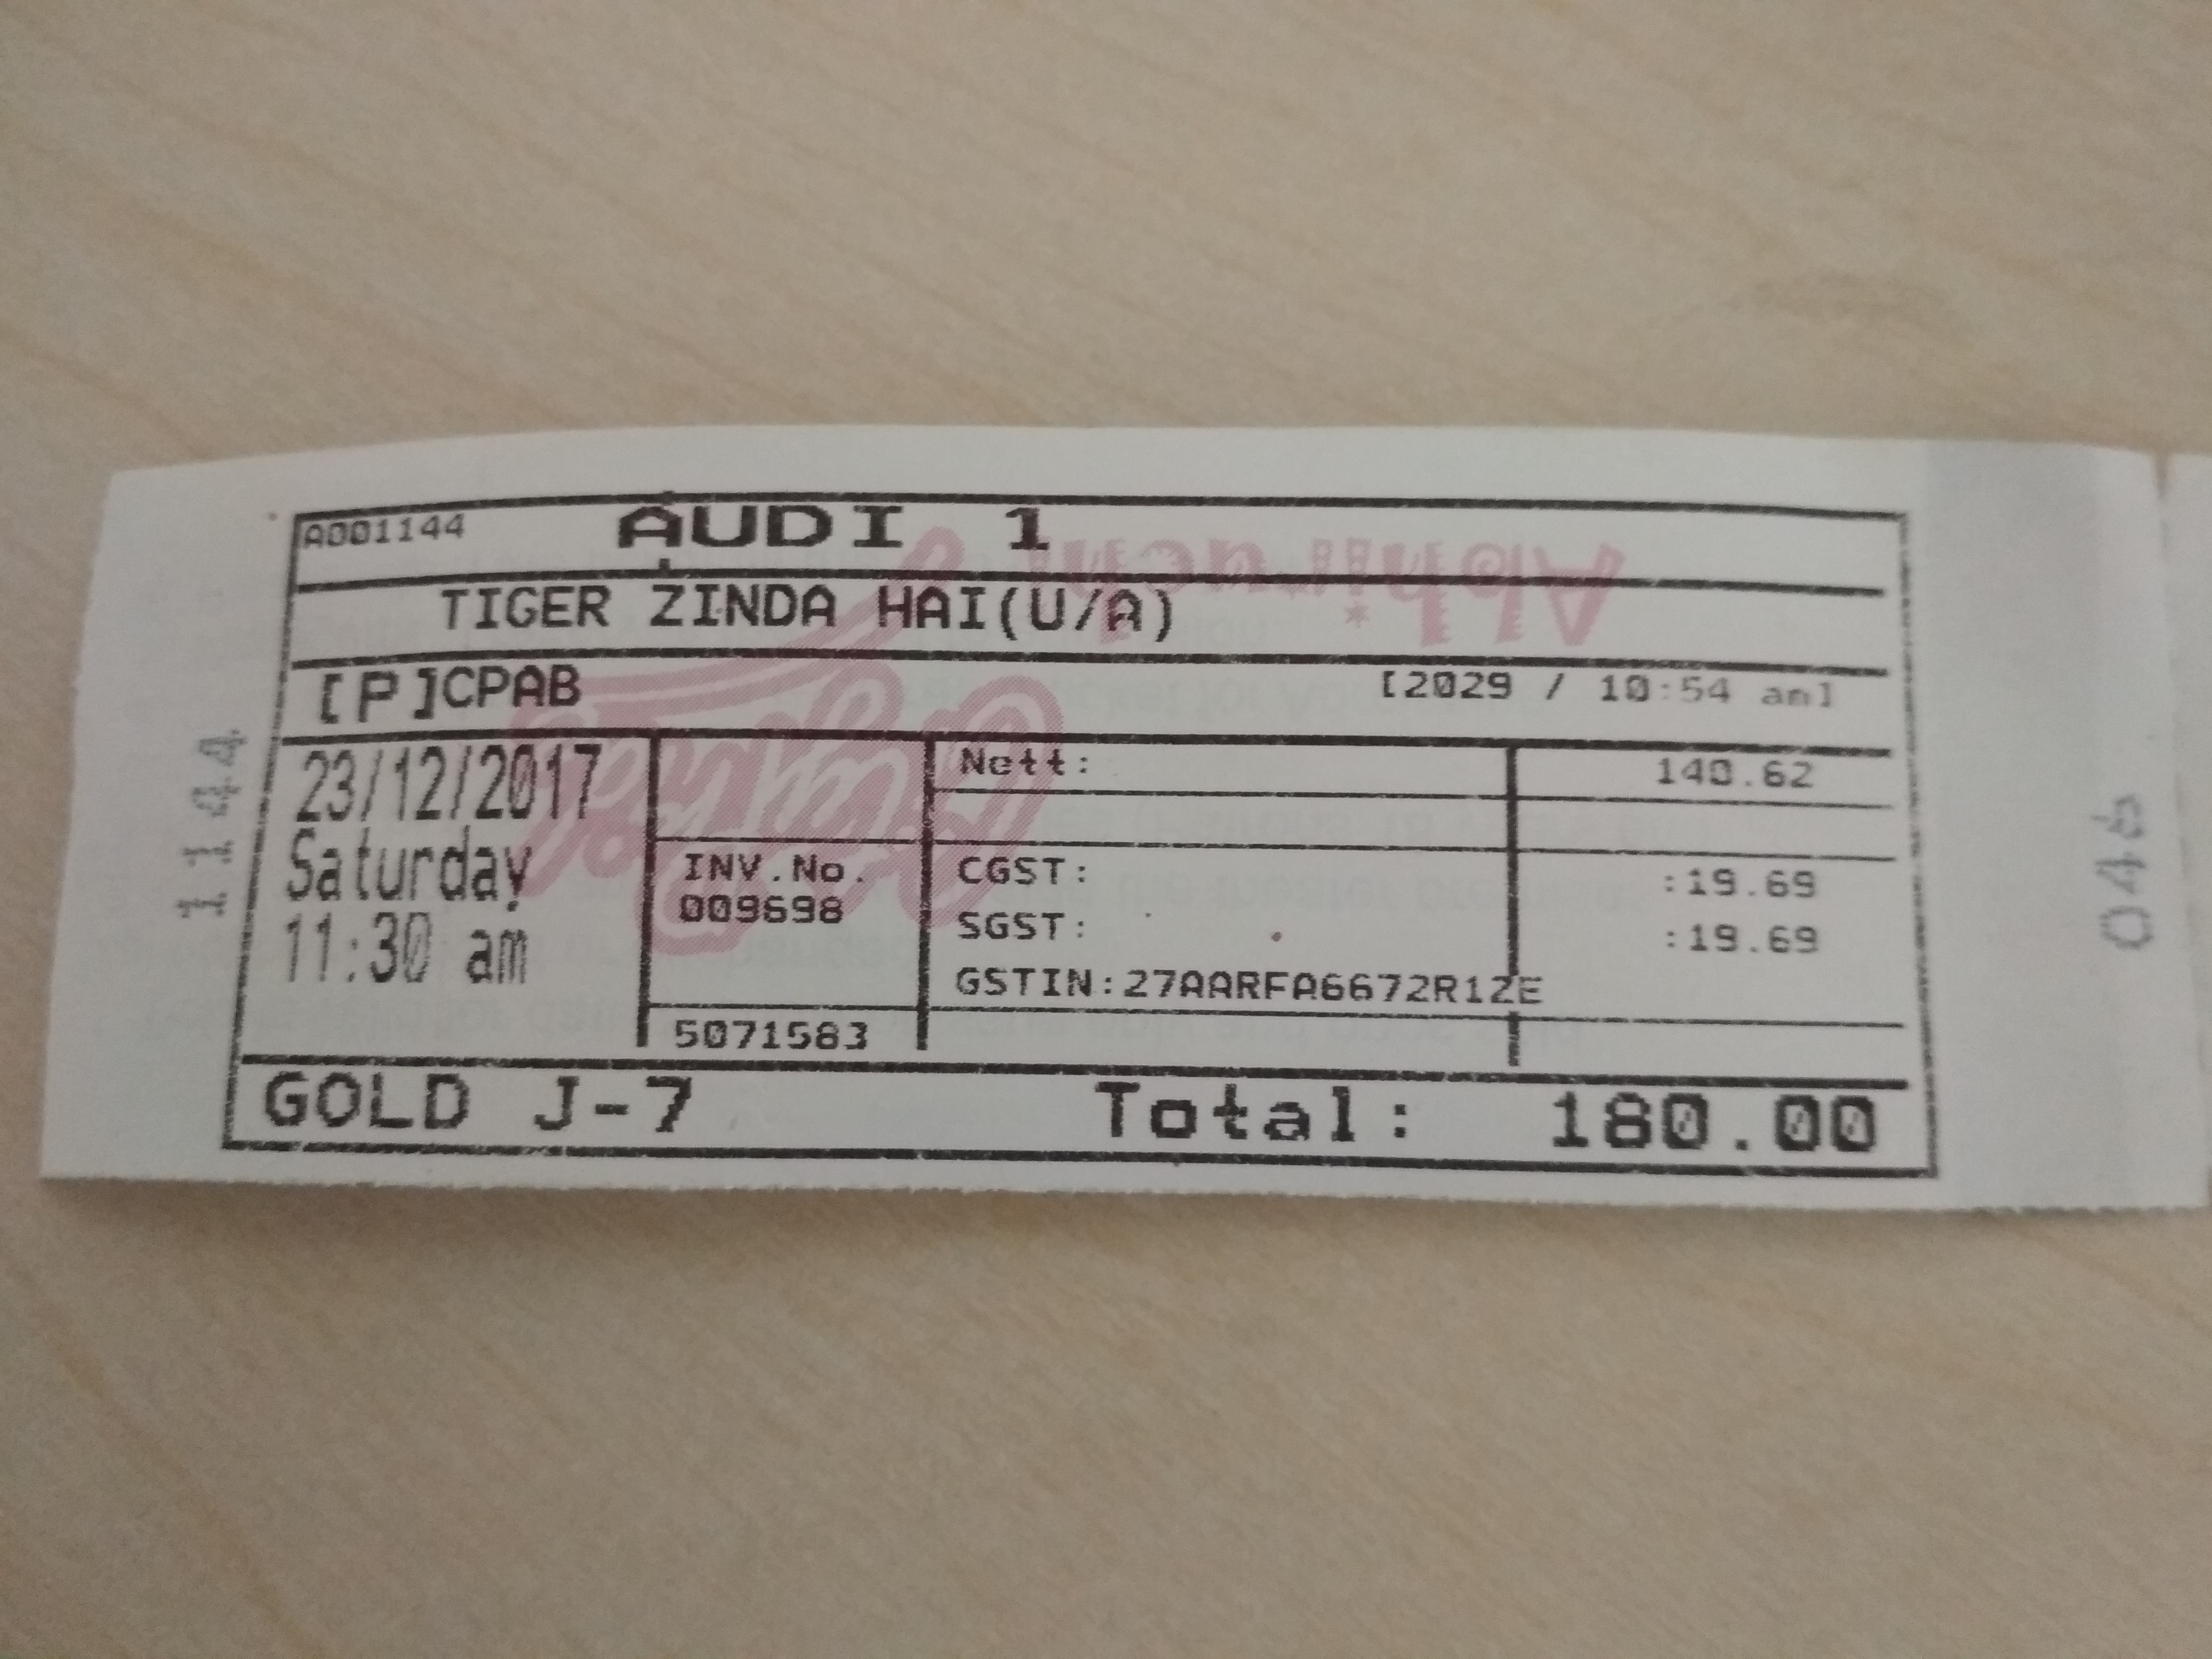 A001144 AUDI 1
TIGER ZINDA HAI(U/A)
[P]CPAB [2029 / 10:54 am]
23/12/2017
Saturday
11:30 am
INV.No.
009698
5071583
Nett: 140.62
CGST: :19.69
SGST: :19.69
GSTIN:27AARFA6672R1ZE
GOLD J-7 Total: 180.00
1144
046
Abhiruchi